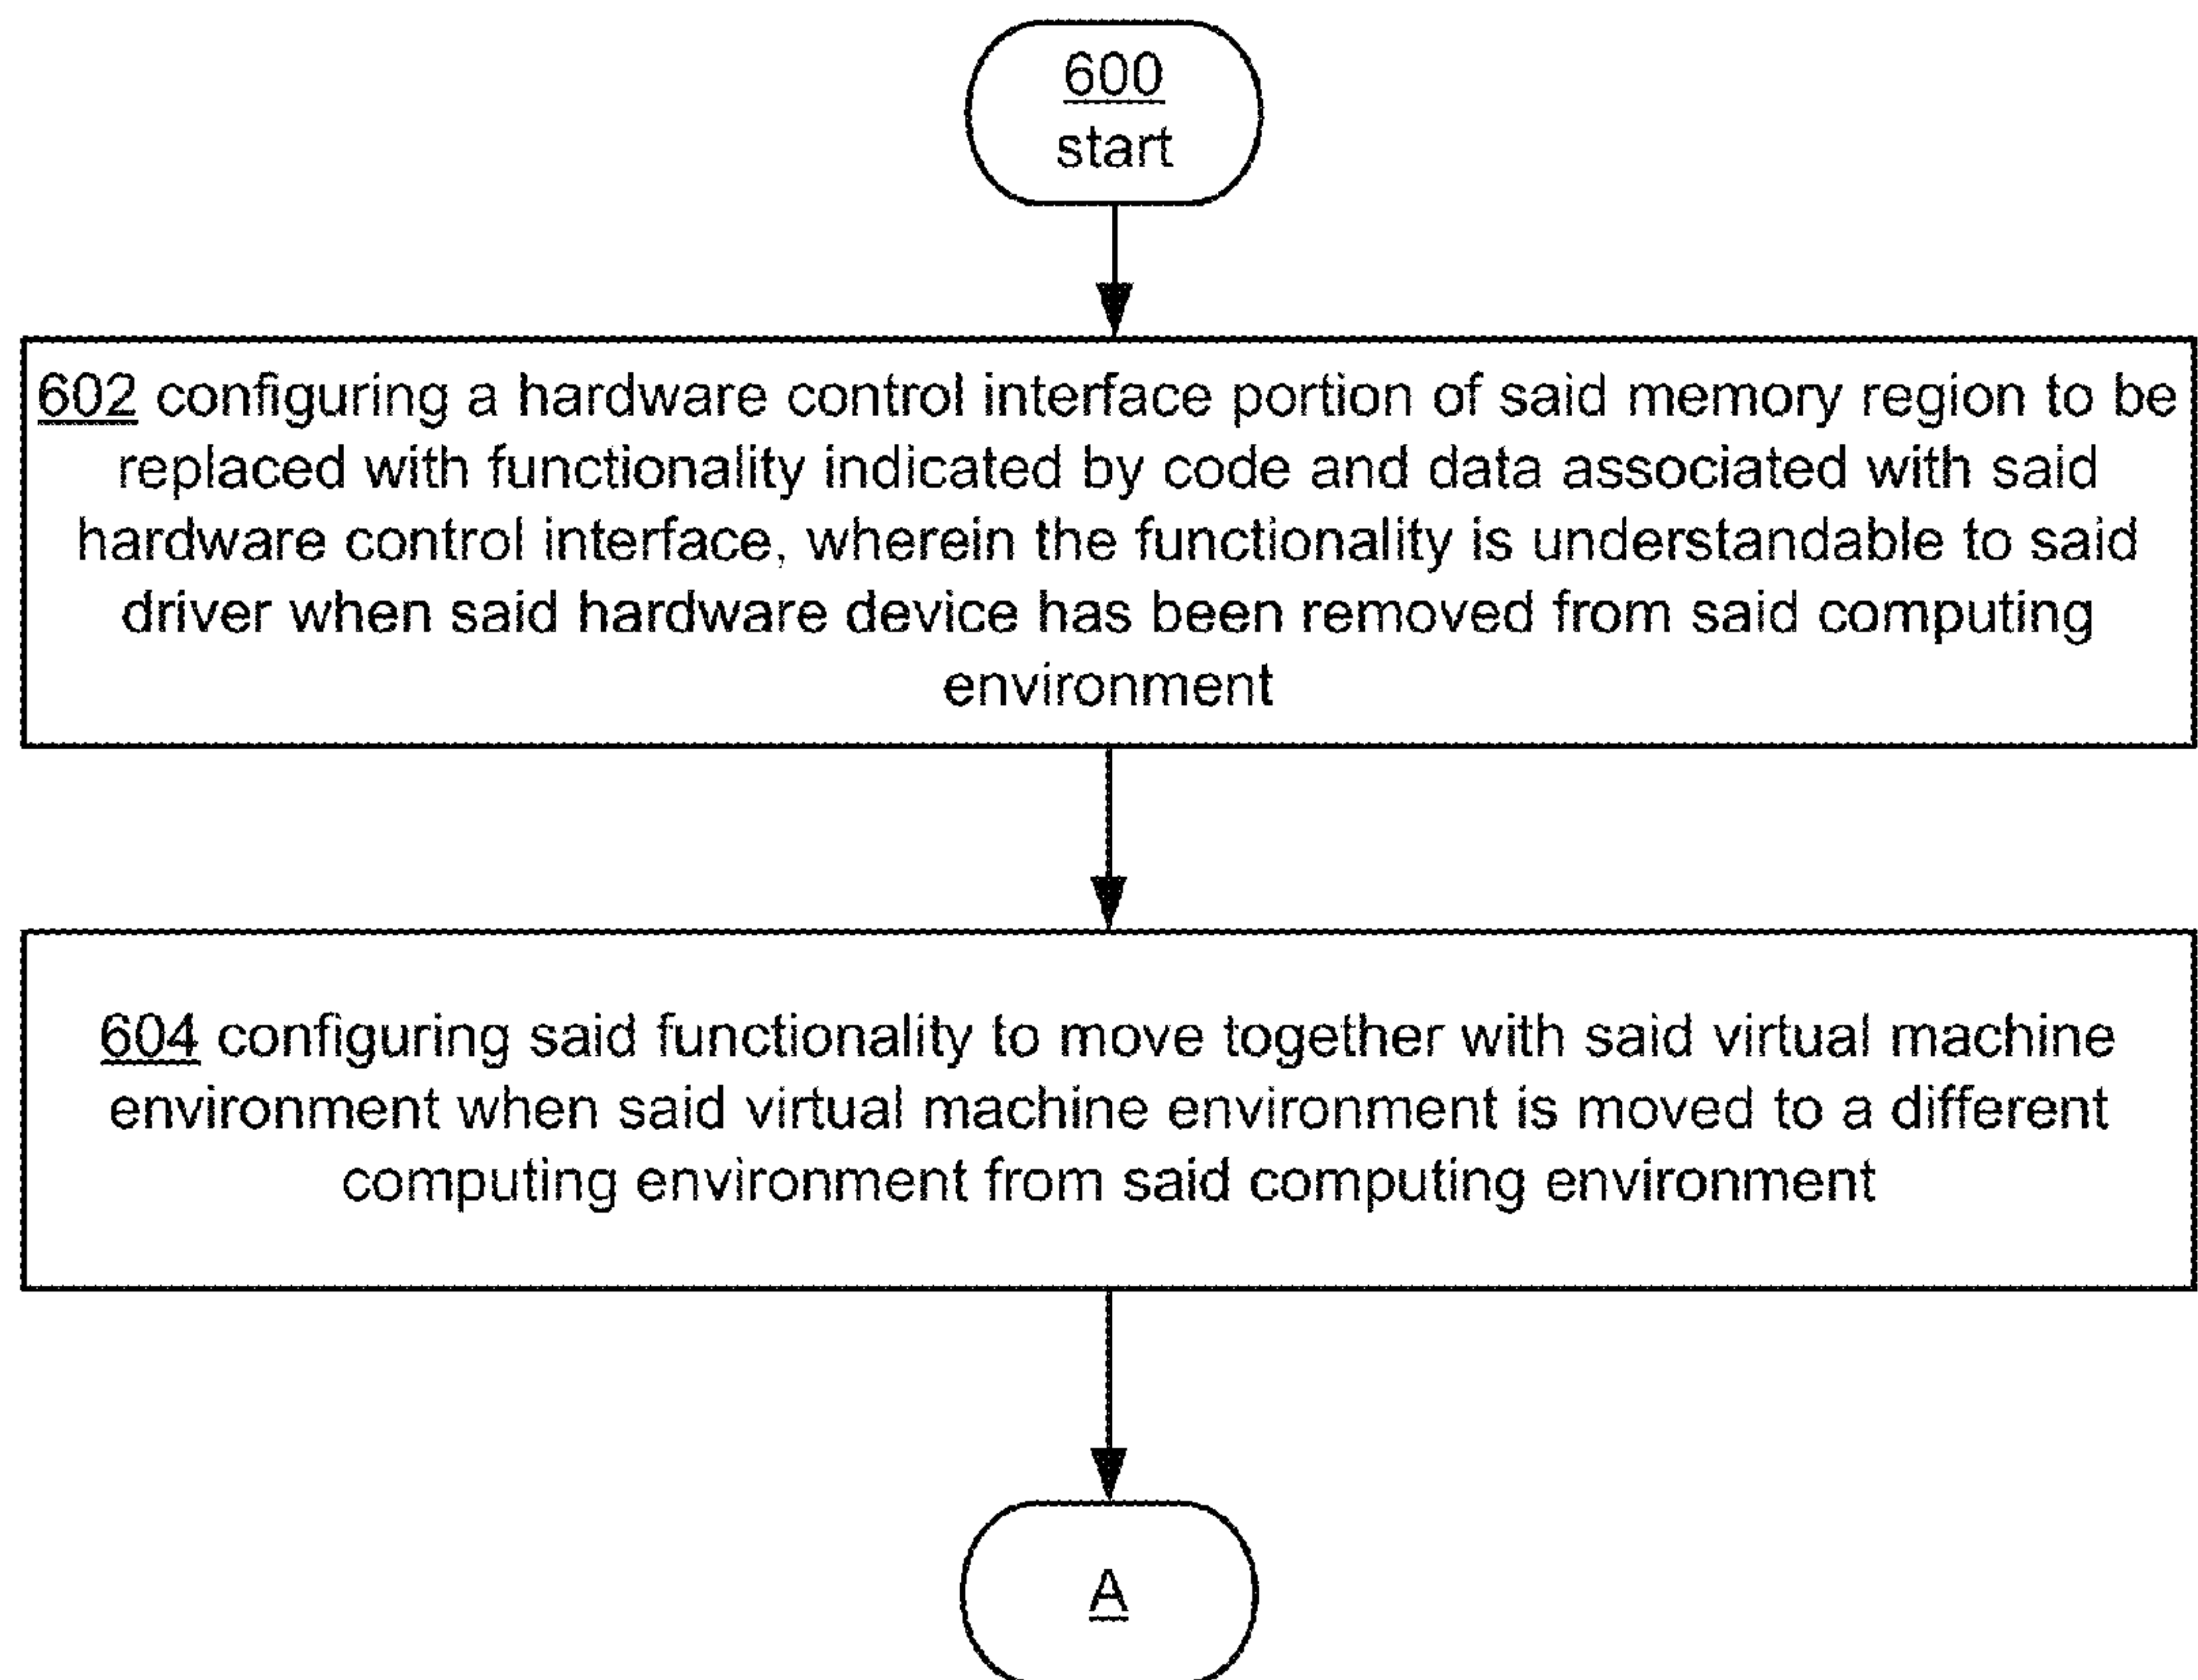 600
start
602 configuring a hardware control interface portion of said memory region to be
replaced with functionality indicated by code and data associated with said
hardware control interface, wherein the functionality is understandable to said
driver when said hardware device has been removed from said computing
environment
604 configuring said functionality to move together with said virtual machine
environment when said virtual machine environment is moved to a different
computing environment from said computing environment
A